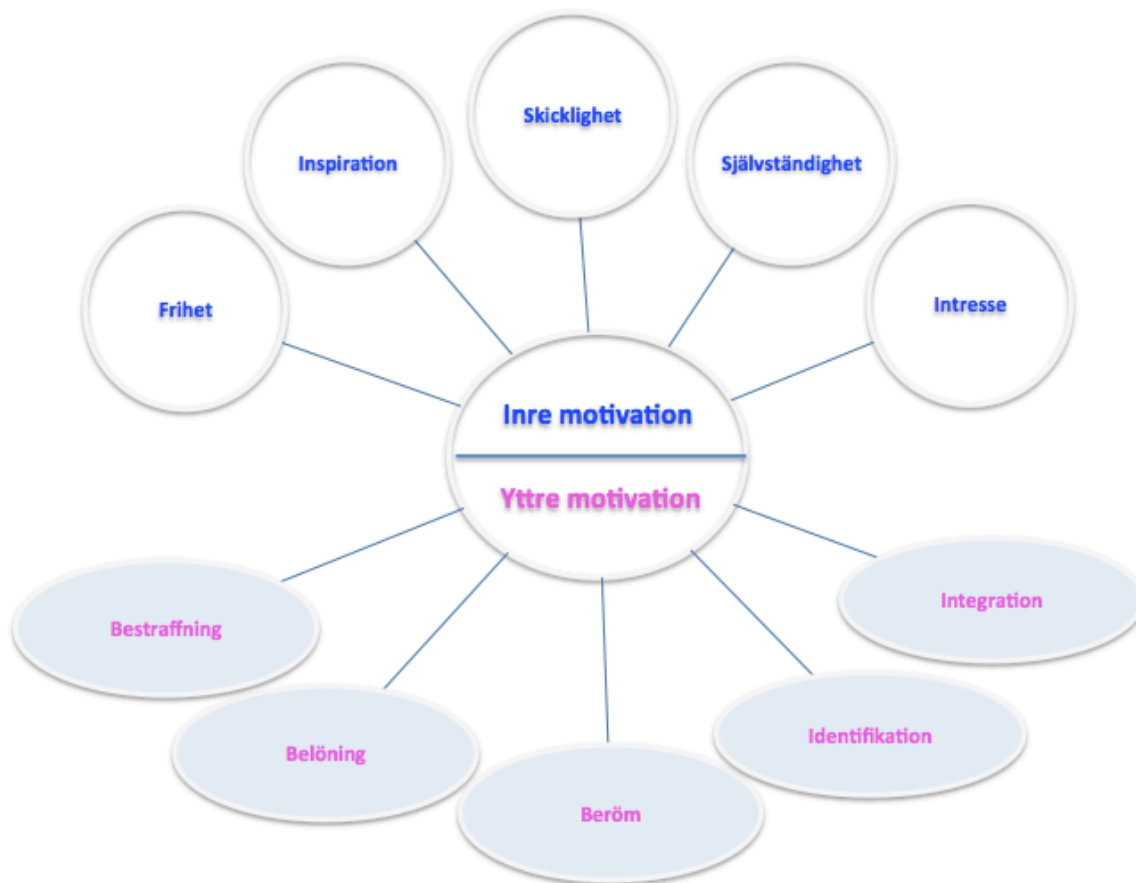 Skicklighet
Inspiration
Självständighet
Frihet
Intresse
Inre motivation
Yttre motivation
Bestraffning
Integration
Belöning
Identifikation
Beröm